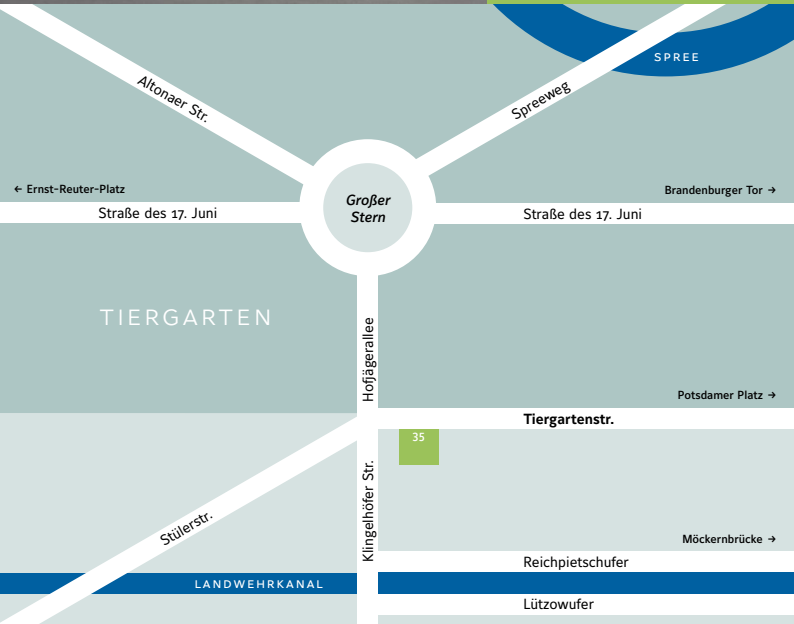 SPREE
Altonaer Str.
Spreeweg
← Ernst-Reuter-Platz
Brandenburger Tor →
Großer
Stern
Straße des 17. Juni
Straße des 17. Juni
TIERGARTEN
Hofjägerallee
Potsdamer Platz →
Tiergartenstr.
35
Klingelhöfer Str.
Stülerstr.
Möckernbrücke →
Reichpietschufer
LANDWEHRKANAL
Lützowufer